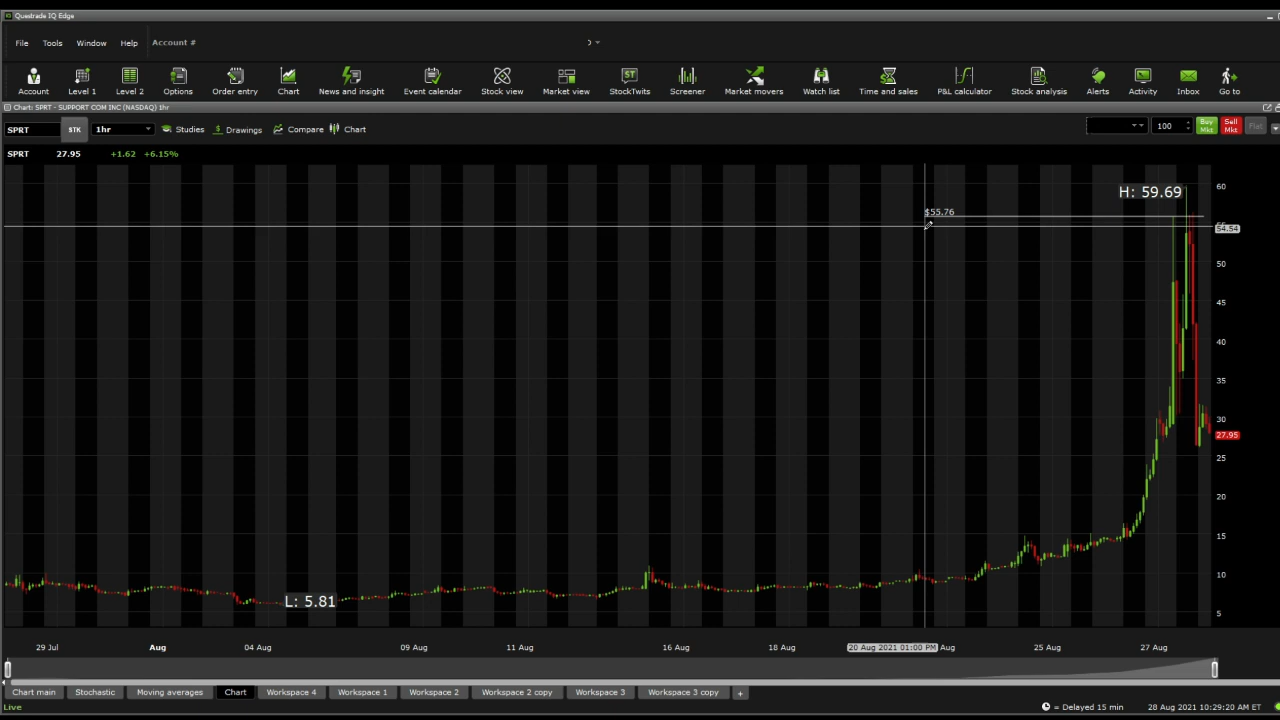 Questrade IQ Edge
File Tools Window Help Account #
Account Level 1 Level 2 Options Order entry Chart News and insight Event calendar Stock view Market view StockTwits Screener Market movers Watch list Time and sales P&L calculator Stock analysis Alerts Activity Inbox Go to
Chart: SPRT - SUPPORT COM INC (NASDAQ) 1hr
SPRT STK 1hr Studies Drawings Compare Chart 100 Buy Mkt Sell Mkt Flat
SPRT 27.95 +1.62 +6.15%
60
H: 59.69
$55.76
54.54
50
45
40
35
30
27.95
25
20
15
10
L: 5.81
5
29 Jul Aug 04 Aug 09 Aug 11 Aug 16 Aug 18 Aug 20 Aug 2021 01:00 PM Aug 25 Aug 27 Aug
Chart main Stochastic Moving averages Chart Workspace 4 Workspace 1 Workspace 2 Workspace 2 copy Workspace 3 Workspace 3 copy +
Live = Delayed 15 min 28 Aug 2021 10:29:20 AM ET